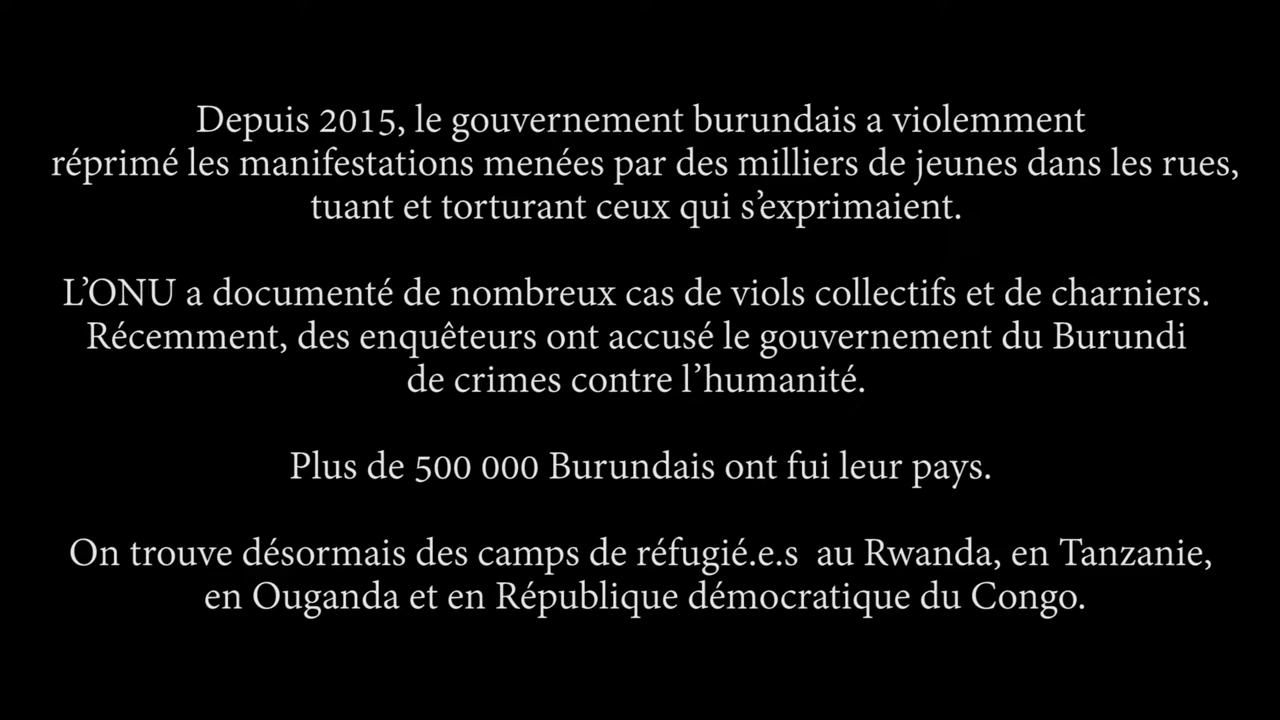 Depuis 2015, le gouvernement burundais a violemment
réprimé les manifestations menées par des milliers de jeunes dans les rues,
tuant et torturant ceux qui s’exprimaient.
L’ONU a documenté de nombreux cas de viols collectifs et de charniers.
Récemment, des enquêteurs ont accusé le gouvernement du Burundi
de crimes contre l’humanité.
Plus de 500 000 Burundais ont fui leur pays.
On trouve désormais des camps de réfugié.e.s  au Rwanda, en Tanzanie,
en Ouganda et en République démocratique du Congo.